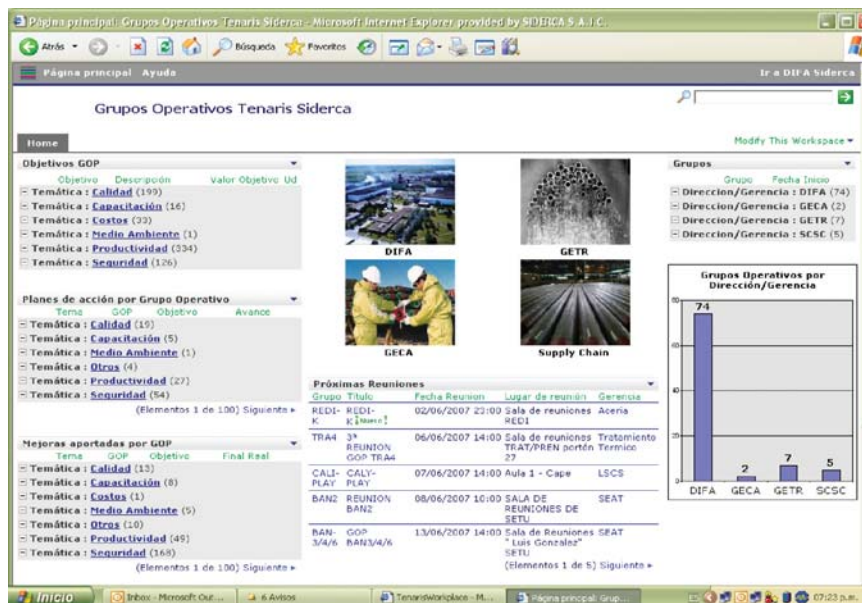 Página principal: Grupos Operativos Tenaris Siderca - Microsoft Internet Explorer provided by SIDERCA S.A.I.C.
Atrás Búsqueda Favoritos
Página principal Ayuda Ir a DIFA Siderca
Grupos Operativos Tenaris Siderca
Home Modify This Workspace
Objetivos GOP
Objetivo Descripción Valor Objetivo Ud
Temática : Calidad (199)
Temática : Capacitación (16)
Temática : Costos (33)
Temática : Medio Ambiente (1)
Temática : Productividad (334)
Temática : Seguridad (126)
Planes de acción por Grupo Operativo
Tema GOP Objetivo Avance
Temática : Calidad (19)
Temática : Capacitación (5)
Temática : Medio Ambiente (1)
Temática : Otros (4)
Temática : Productividad (27)
Temática : Seguridad (54)
(Elementos 1 de 100) Siguiente
Mejoras aportadas por GOP
Tema GOP Objetivo Final Real
Temática : Calidad (13)
Temática : Capacitación (8)
Temática : Costos (1)
Temática : Medio Ambiente (5)
Temática : Otros (10)
Temática : Productividad (49)
Temática : Seguridad (168)
(Elementos 1 de 100) Siguiente
DIFA GETR
GECA Supply Chain
Próximas Reuniones
Grupo Título Fecha Reunion Lugar de reunión Gerencia
REDI- REDI- 02/06/2007 23:00 Sala de reuniones Aceria
K K ! Nuevo ! REDI
TRA4 3ª 06/06/2007 14:00 Sala de reuniones Tratamiento
REUNION TRAT/PREN portén Termico
GOP TRA4 27
CALI- CALY- 07/06/2007 14:00 Aula 1 - Cape LSCS
PLAY PLAY
BAN2 REUNION 08/06/2007 10:00 SALA DE SEAT
BAN2 REUNIONES DE
SETU
BAN- GOP 13/06/2007 14:00 Sala de Reuniones SEAT
3/4/6 BAN3/4/6 " Luis Gonzalez"
SETU
(Elementos 1 de 5) Siguiente
Grupos
Grupo Fecha Inicio
Direccion/Gerencia : DIFA (74)
Direccion/Gerencia : GECA (2)
Direccion/Gerencia : GETR (7)
Direccion/Gerencia : SCSC (5)
Grupos Operativos por
Dirección/Gerencia
80
74
60
40
20
2 7 5
0
DIFA GECA GETR SCSC
Inicio Inbox - Microsoft Out... 6 Avisos TenarisWorkplace - M... Página principal: Grup... 07:23 p.m.